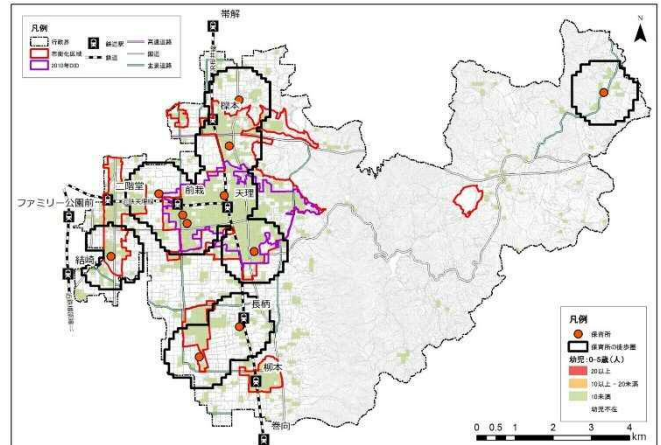 帯解
凡例
行政界
市街化区域
2010年DID
鉄道駅
鉄道
高速道路
国道
主要道路
N
櫟本
二階堂
前栽
天理
ファミリー公園前
結崎
長柄
柳本
巻向
凡例
保育所
保育所の徒歩圏
幼児:0-5歳(人)
20以上
10以上 - 20未満
10未満
幼児不在
0 0.5 1 2 3 4
km